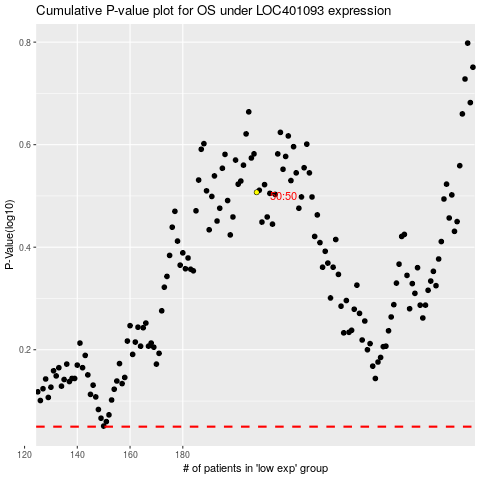 Cumulative P-value plot for OS under LOC401093 expression
P-Value(log10)
0.8
0.6
0.4
0.2
50:50
120 140 160 180
# of patients in 'low exp' group